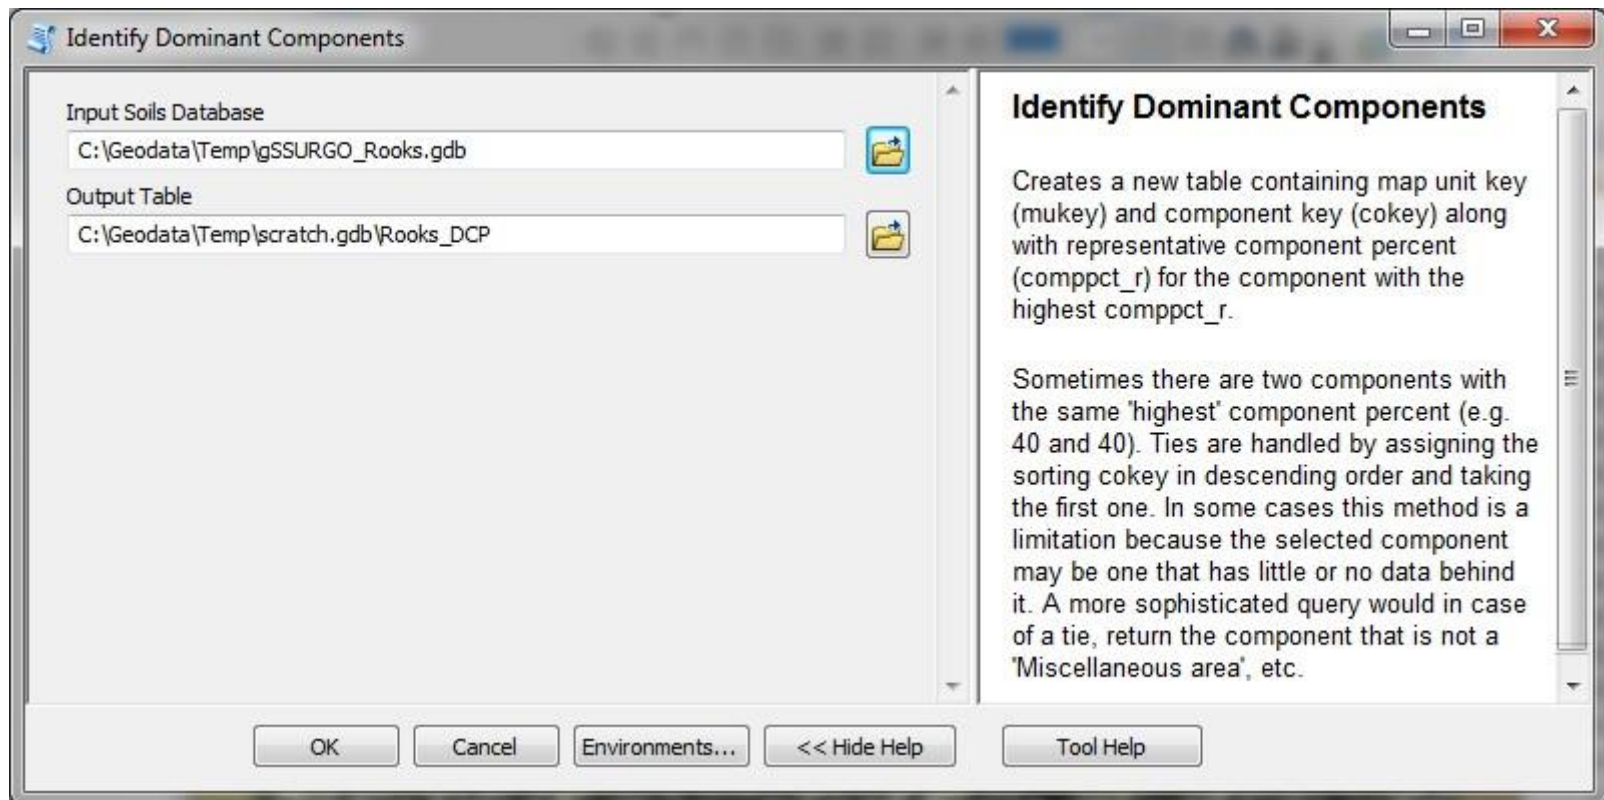 Identify Dominant Components
Input Soils Database
C:\Geodata\Temp\gSSURGO_Rooks.gdb
Output Table
C:\Geodata\Temp\scratch.gdb\Rooks_DCP
Identify Dominant Components
Creates a new table containing map unit key
(mukey) and component key (cokey) along
with representative component percent
(comppct_r) for the component with the
highest comppct_r.
Sometimes there are two components with
the same 'highest' component percent (e.g.
40 and 40). Ties are handled by assigning the
sorting cokey in descending order and taking
the first one. In some cases this method is a
limitation because the selected component
may be one that has little or no data behind
it. A more sophisticated query would in case
of a tie, return the component that is not a
'Miscellaneous area', etc.
OK
Cancel
Environments...
<< Hide Help
Tool Help